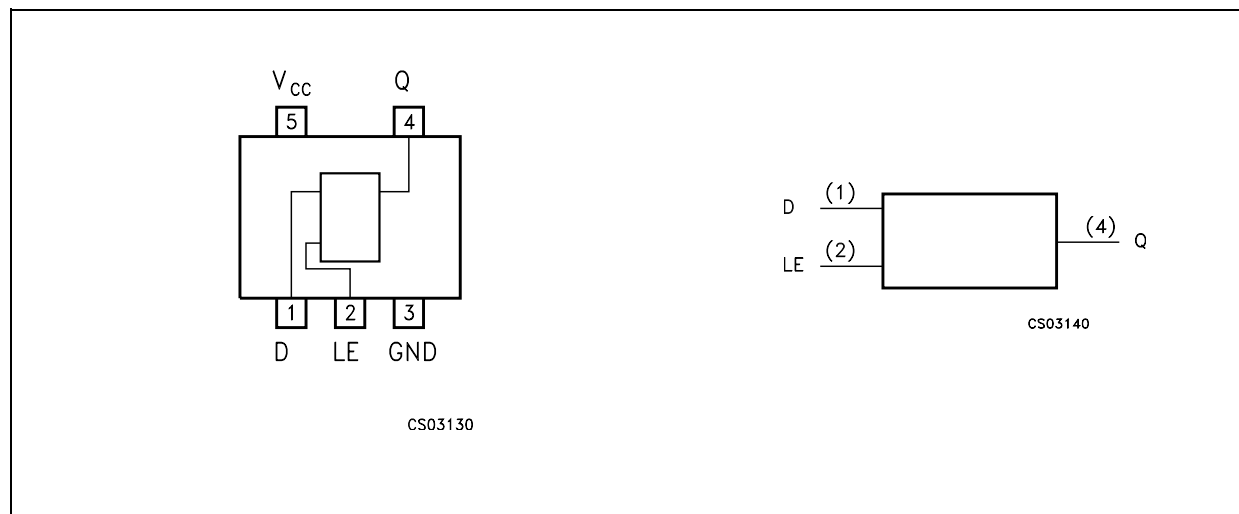 V_CC Q
5 4
1 2 3
D LE GND
CS03130
D (1)
LE (2)
(4) Q
CS03140